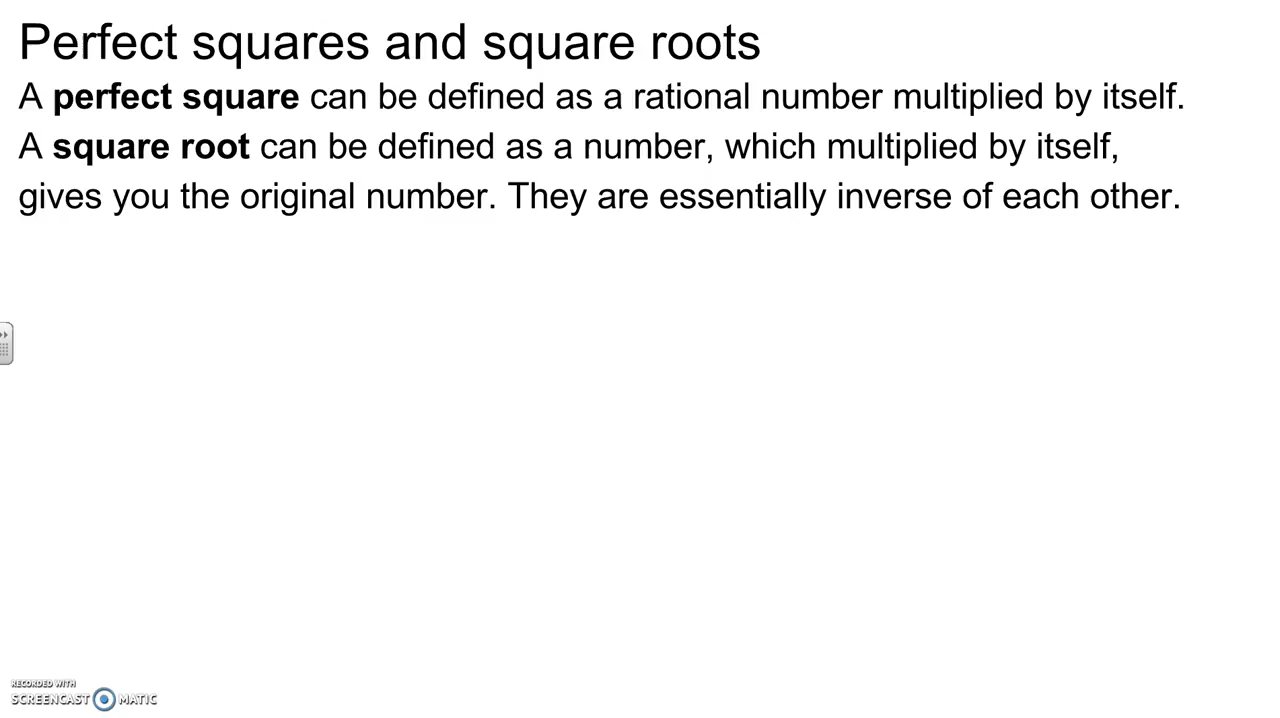 Perfect squares and square roots
A perfect square can be defined as a rational number multiplied by itself.
A square root can be defined as a number, which multiplied by itself,
gives you the original number. They are essentially inverse of each other.
RECORDED WITH
SCREENCAST MATIC